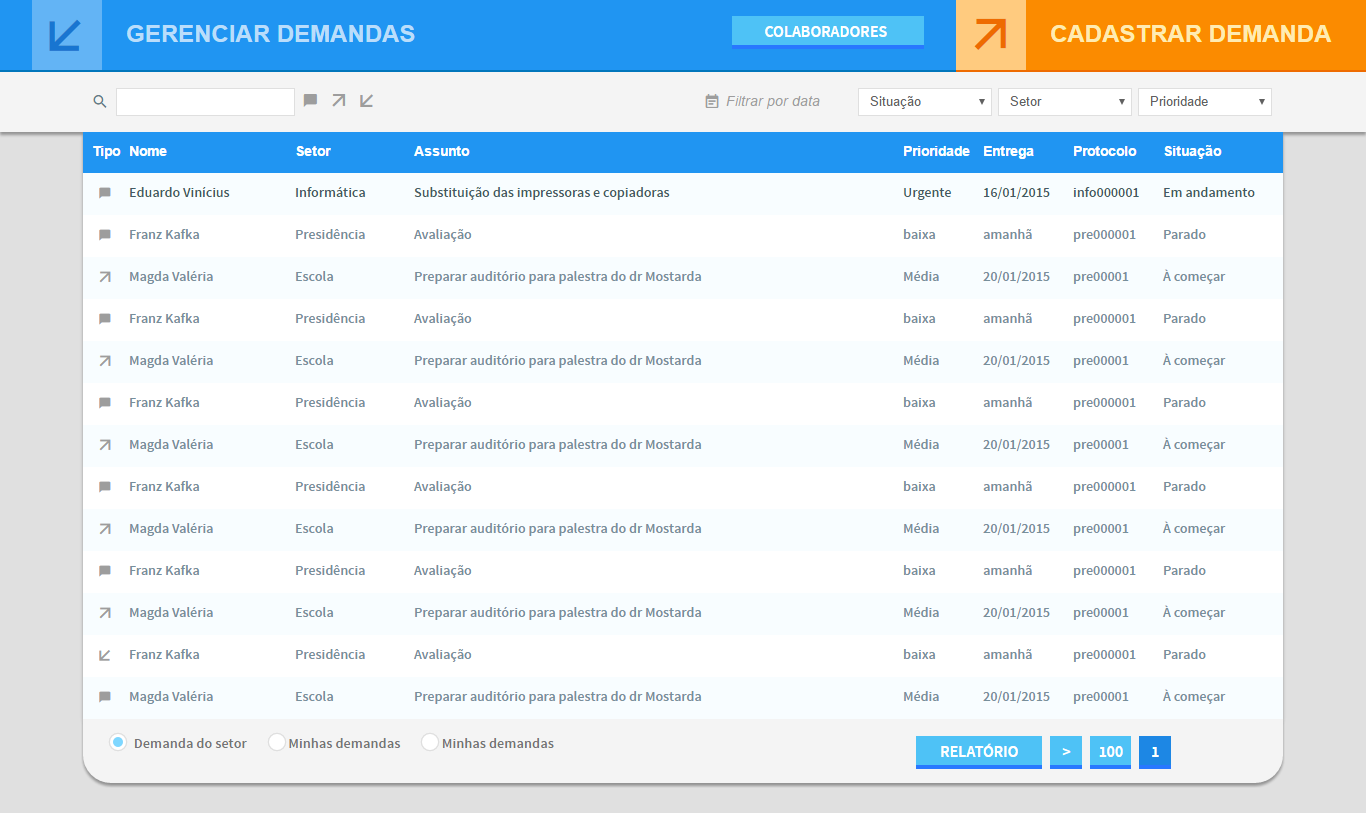 GERENCIAR DEMANDAS COLABORADORES CADASTRAR DEMANDA
Filtrar por data Situação Setor Prioridade
Tipo Nome Setor Assunto Prioridade Entrega Protocolo Situação
Eduardo Vinícius Informática Substituição das impressoras e copiadoras Urgente 16/01/2015 info000001 Em andamento
Franz Kafka Presidência Avaliação baixa amanhã pre000001 Parado
Magda Valéria Escola Preparar auditório para palestra do dr Mostarda Média 20/01/2015 pre00001 À começar
Franz Kafka Presidência Avaliação baixa amanhã pre000001 Parado
Magda Valéria Escola Preparar auditório para palestra do dr Mostarda Média 20/01/2015 pre00001 À começar
Franz Kafka Presidência Avaliação baixa amanhã pre000001 Parado
Magda Valéria Escola Preparar auditório para palestra do dr Mostarda Média 20/01/2015 pre00001 À começar
Franz Kafka Presidência Avaliação baixa amanhã pre000001 Parado
Magda Valéria Escola Preparar auditório para palestra do dr Mostarda Média 20/01/2015 pre00001 À começar
Franz Kafka Presidência Avaliação baixa amanhã pre000001 Parado
Magda Valéria Escola Preparar auditório para palestra do dr Mostarda Média 20/01/2015 pre00001 À começar
Franz Kafka Presidência Avaliação baixa amanhã pre000001 Parado
Magda Valéria Escola Preparar auditório para palestra do dr Mostarda Média 20/01/2015 pre00001 À começar
Demanda do setor Minhas demandas Minhas demandas RELATÓRIO > 100 1